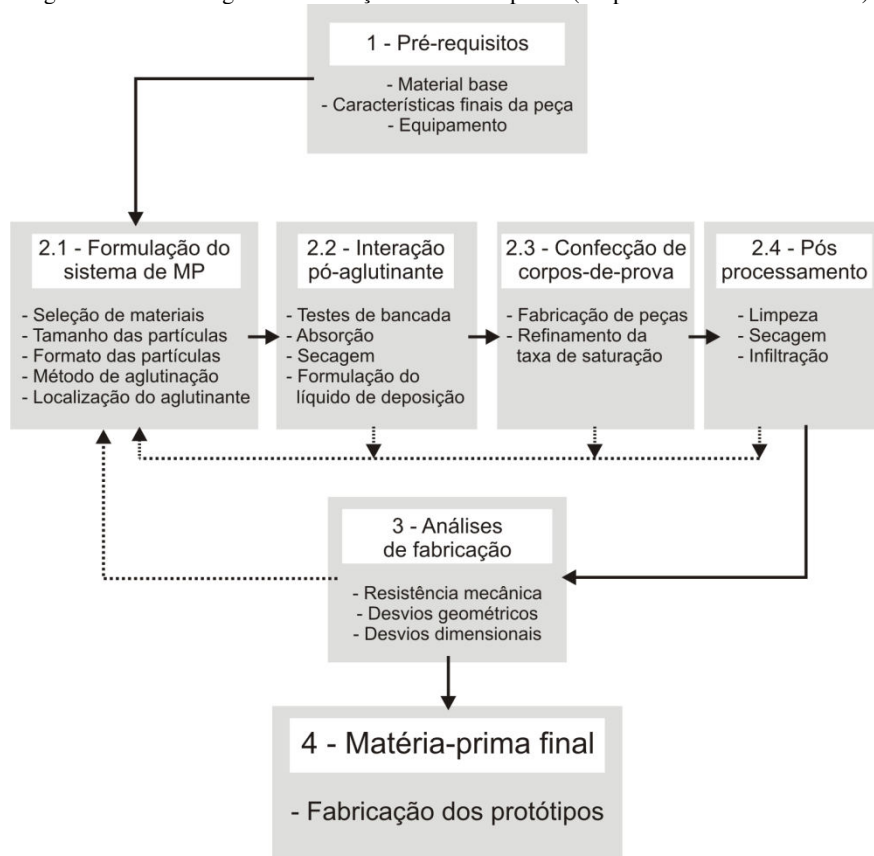 1 - Pré-requisitos
- Material base
- Características finais da peça
- Equipamento
2.1 - Formulação do
sistema de MP
- Seleção de materiais
- Tamanho das partículas
- Formato das partículas
- Método de aglutinação
- Localização do aglutinante
2.2 - Interação
pó-aglutinante
- Testes de bancada
- Absorção
- Secagem
- Formulação do
líquido de deposição
2.3 - Confecção de
corpos-de-prova
- Fabricação de peças
- Refinamento da
taxa de saturação
2.4 - Pós
processamento
- Limpeza
- Secagem
- Infiltração
3 - Análises
de fabricação
- Resistência mecânica
- Desvios geométricos
- Desvios dimensionais
4 - Matéria-prima final
- Fabricação dos protótipos